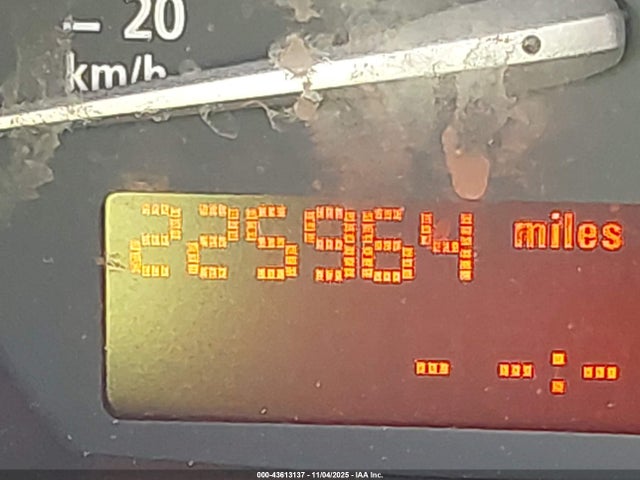 – 20
km/h
225964 miles
- -:-
000-43613137 - 11/04/2025 - IAA Inc.